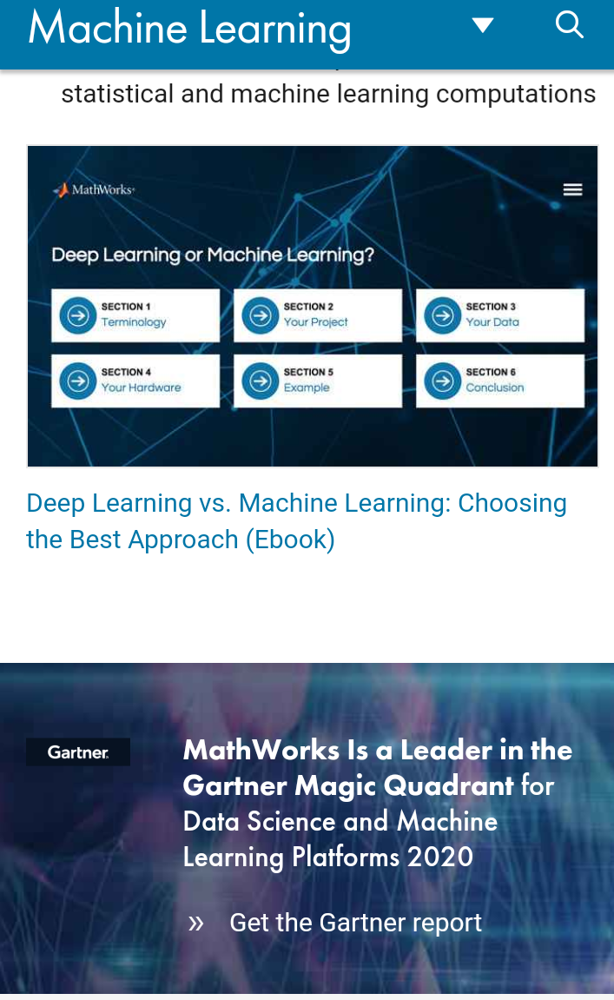 Machine Learning
statistical and machine learning computations
MathWorks®
Deep Learning or Machine Learning?
SECTION 1
Terminology
SECTION 2
Your Project
SECTION 3
Your Data
SECTION 4
Your Hardware
SECTION 5
Example
SECTION 6
Conclusion
Deep Learning vs. Machine Learning: Choosing
the Best Approach (Ebook)
Gartner
MathWorks Is a Leader in the
Gartner Magic Quadrant for
Data Science and Machine
Learning Platforms 2020
» Get the Gartner report